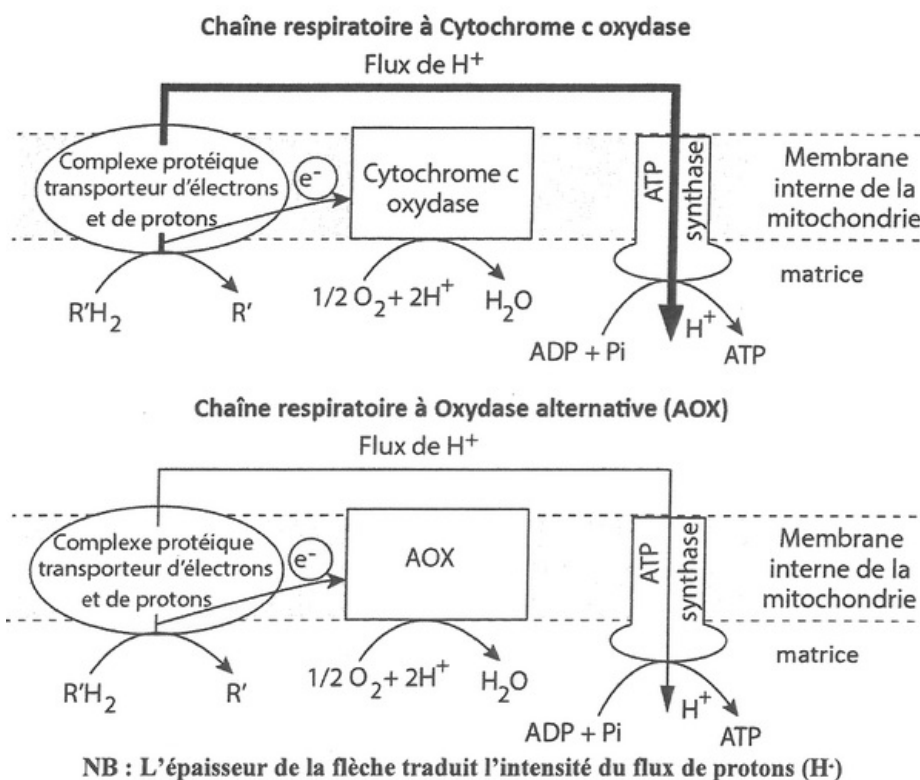 Chaîne respiratoire à Cytochrome c oxydase
Flux de H+
Complexe protéique
transporteur d'électrons
et de protons
e-
Cytochrome c
oxydase
ATP
synthase
Membrane
interne de la
mitochondrie
matrice
R'H2
R'
1/2 O2 + 2H+
H2O
ADP + Pi
H+
ATP
Chaîne respiratoire à Oxydase alternative (AOX)
Flux de H+
Complexe protéique
transporteur d'électrons
et de protons
e-
AOX
ATP
synthase
Membrane
interne de la
mitochondrie
matrice
R'H2
R'
1/2 O2 + 2H+
H2O
ADP + Pi
H+
ATP
NB : L'épaisseur de la flèche traduit l'intensité du flux de protons (H+)